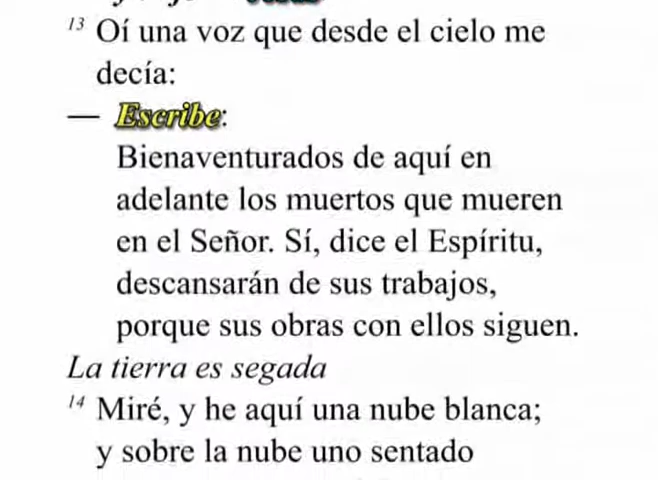 13 Oí una voz que desde el cielo me
decía:
— Escribe:
Bienaventurados de aquí en
adelante los muertos que mueren
en el Señor. Sí, dice el Espíritu,
descansarán de sus trabajos,
porque sus obras con ellos siguen.
La tierra es segada
14 Miré, y he aquí una nube blanca;
y sobre la nube uno sentado